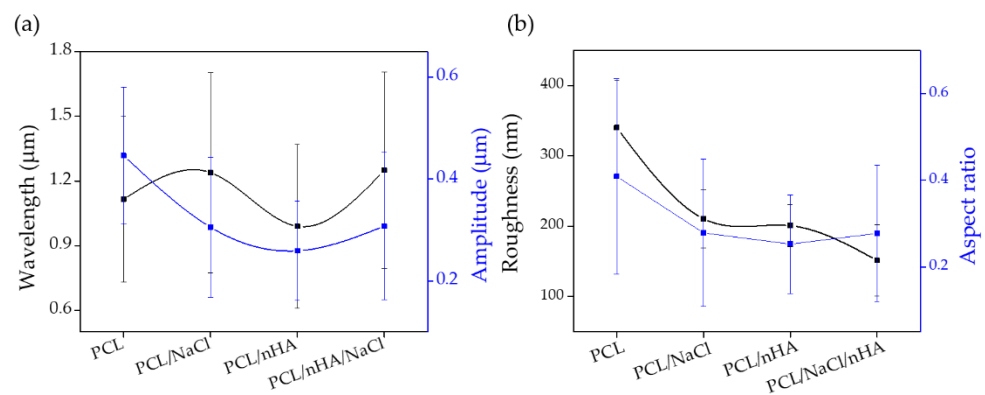 (a)
1.8
1.5
1.2
0.9
0.6
Wavelength (μm)
0.6
0.4
0.2
Amplitude (μm)
PCL
PCL/NaCl
PCL/nHA
PCL/nHA/NaCl
(b)
400
300
200
100
Roughness (nm)
0.6
0.4
0.2
Aspect ratio
PCL
PCL/NaCl
PCL/nHA
PCL/NaCl/nHA